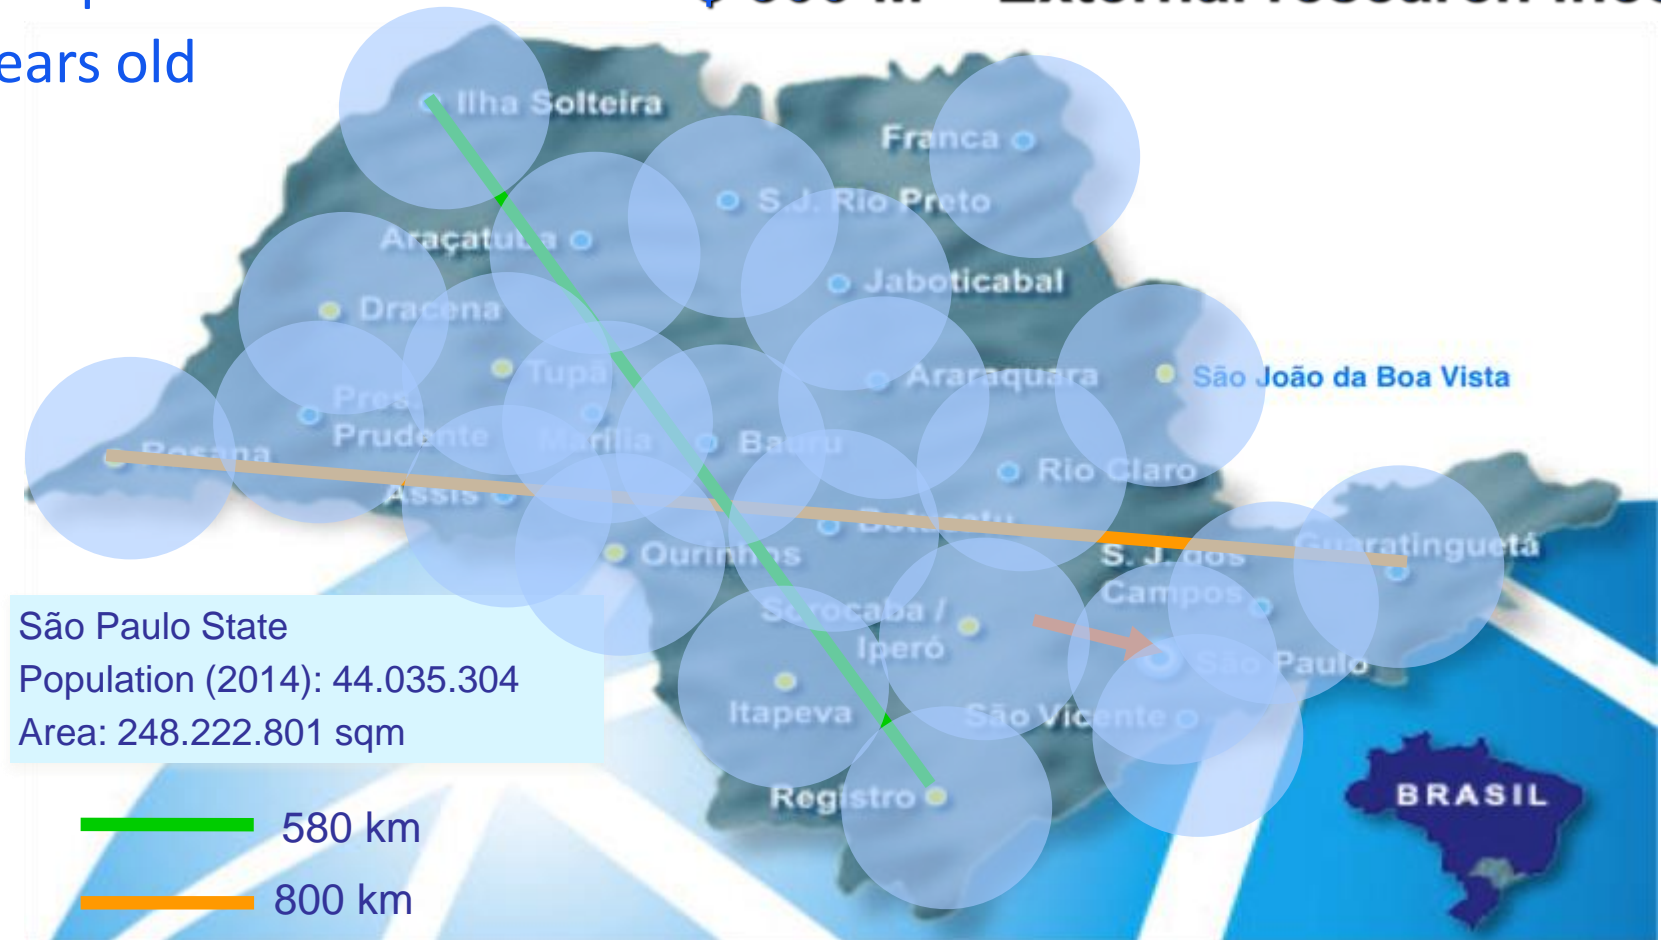 ears old
Ilha Solteira
Franca
S.J. Rio Preto
Araçatuba
Jaboticabal
Dracena
Tupã
Araraquara
São João da Boa Vista
Pres.
Prudente
Marília
Bauru
Rosana
Rio Claro
Assis
Botucatu
Ourinhos
S. J. dos
Campos
Guaratinguetá
Sorocaba /
Iperó
São Paulo
Itapeva
São Vicente
Registro
São Paulo State
Population (2014): 44.035.304
Area: 248.222.801 sqm
580 km
800 km
BRASIL